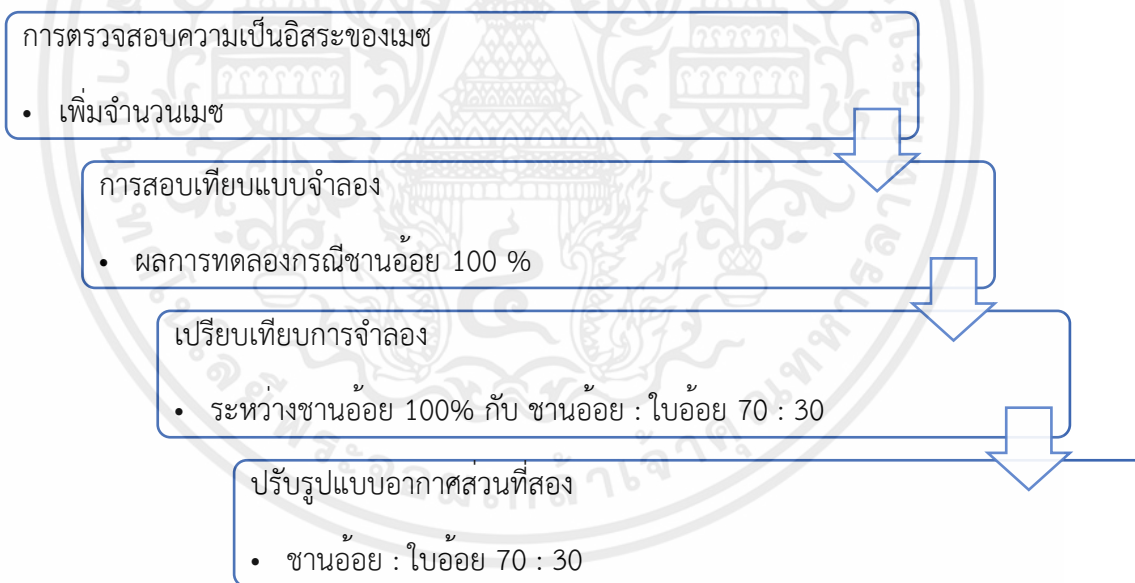 การตรวจสอบความเป็นอิสระของเมซ
• เพิ่มจำนวนเมซ
การสอบเทียบแบบจำลอง
• ผลการทดลองกรณีชานอ้อย 100 %
เปรียบเทียบการจำลอง
• ระหว่างชานอ้อย 100% กับ ชานอ้อย : ใบอ้อย 70 : 30
ปรับรูปแบบอากาศส่วนที่สอง
• ชานอ้อย : ใบอ้อย 70 : 30